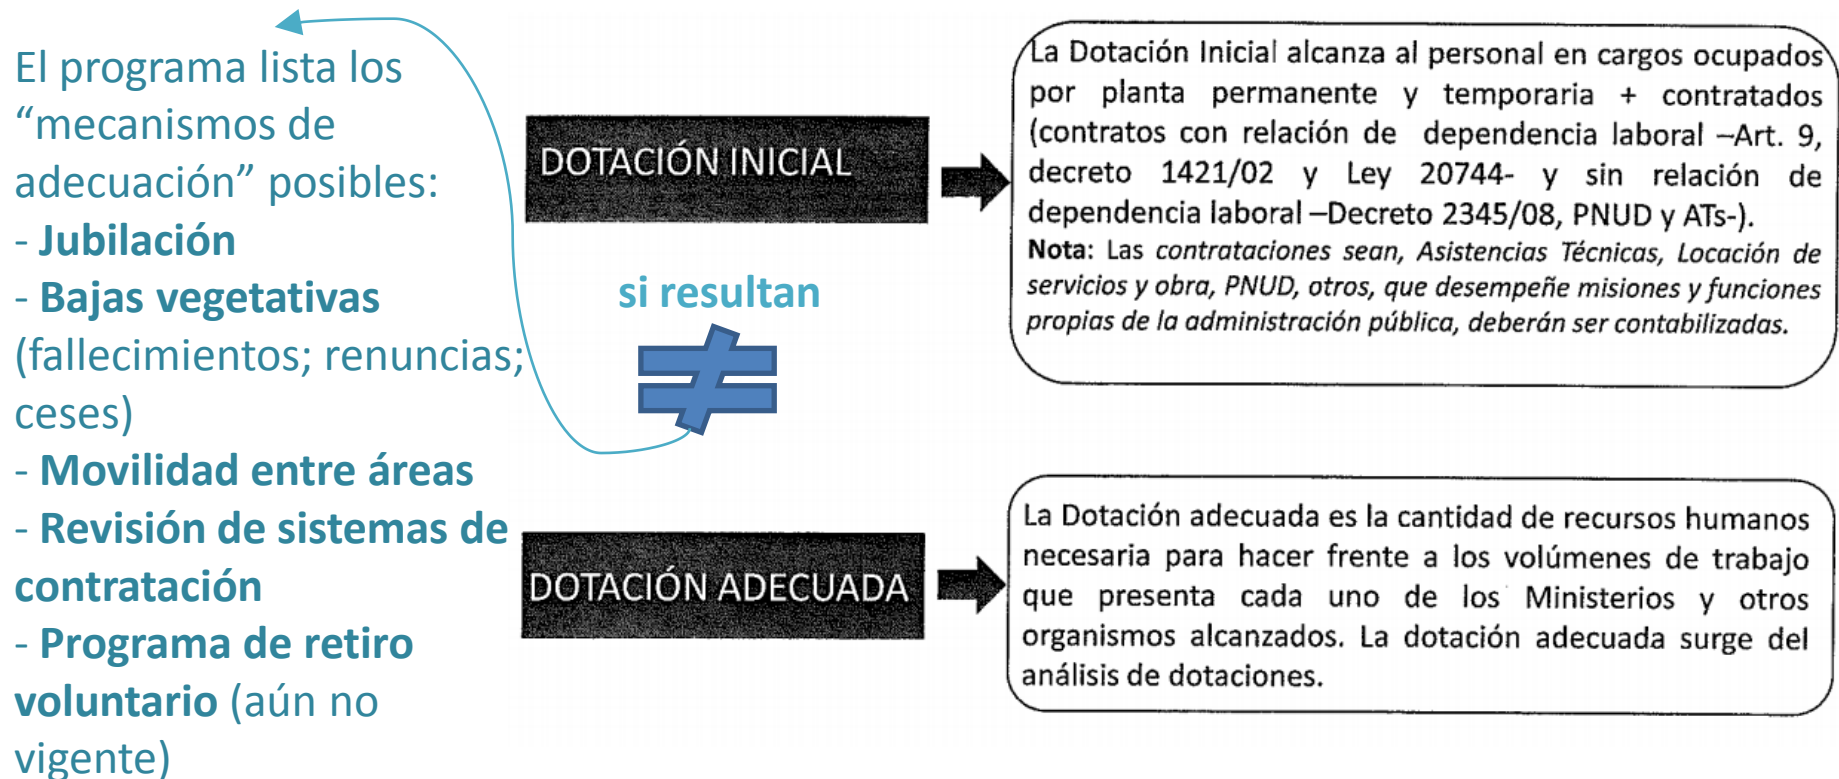 El programa lista los
“mecanismos de
adecuación” posibles:
- Jubilación
- Bajas vegetativas
(fallecimientos; renuncias;
ceses)
- Movilidad entre áreas
- Revisión de sistemas de
contratación
- Programa de retiro
voluntario (aún no
vigente)
DOTACIÓN INICIAL
si resultan
DOTACIÓN ADECUADA
La Dotación Inicial alcanza al personal en cargos ocupados
por planta permanente y temporaria + contratados
(contratos con relación de dependencia laboral –Art. 9,
decreto 1421/02 y Ley 20744- y sin relación de
dependencia laboral –Decreto 2345/08, PNUD y ATs-).
Nota: Las contrataciones sean, Asistencias Técnicas, Locación de
servicios y obra, PNUD, otros, que desempeñe misiones y funciones
propias de la administración pública, deberán ser contabilizadas.
La Dotación adecuada es la cantidad de recursos humanos
necesaria para hacer frente a los volúmenes de trabajo
que presenta cada uno de los Ministerios y otros
organismos alcanzados. La dotación adecuada surge del
análisis de dotaciones.